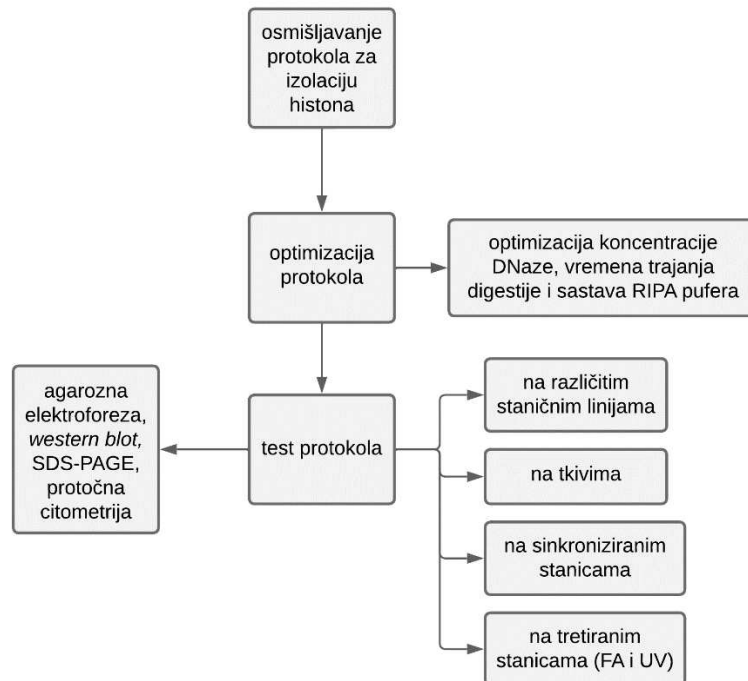 osmišljavanje
protokola za
izolaciju
histona
optimizacija
protokola
optimizacija koncentracije
DNaze, vremena trajanja
digestije i sastava RIPA pufera
agarozna
elektroforeza,
western blot,
SDS-PAGE,
protočna
citometrija
test protokola
na različitim
staničnim linijama
na tkivima
na sinkroniziranim
stanicama
na tretiranim
stanicama (FA i UV)